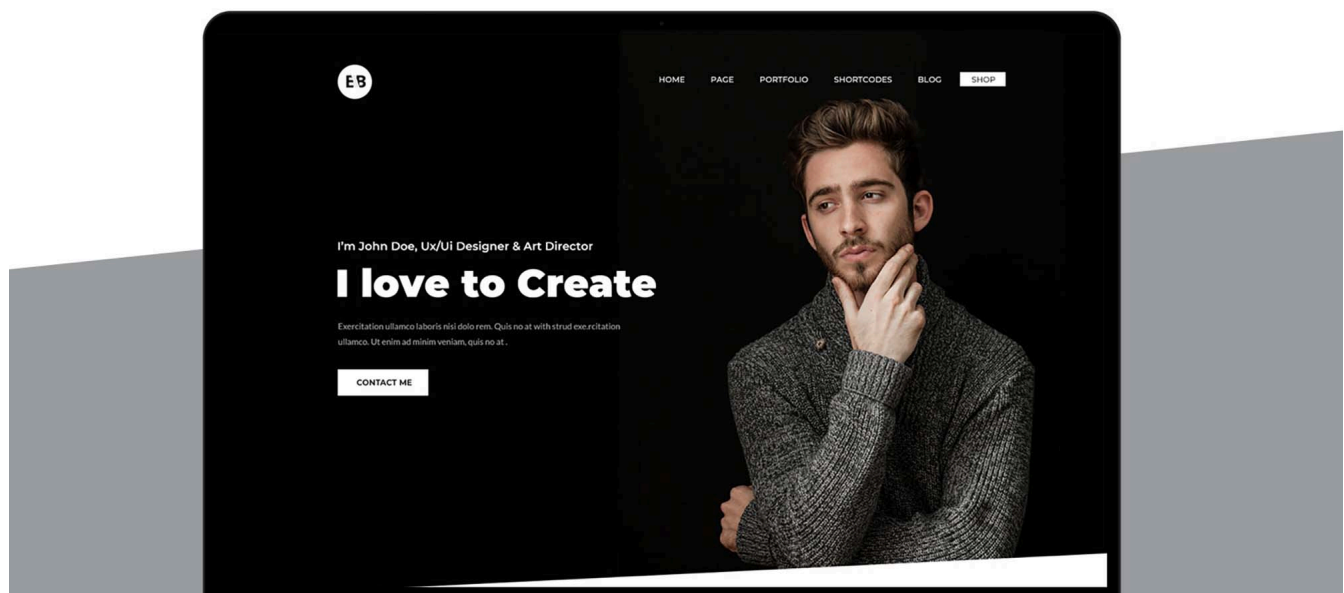 EB
HOME PAGE PORTFOLIO SHORTCODES BLOG SHOP
I'm John Doe, Ux/Ui Designer & Art Director
I love to Create
Exercitation ullamco laboris nisi dolo rem. Quis no at with strud exe.rcitation
ullamco. Ut enim ad minim veniam, quis no at .
CONTACT ME